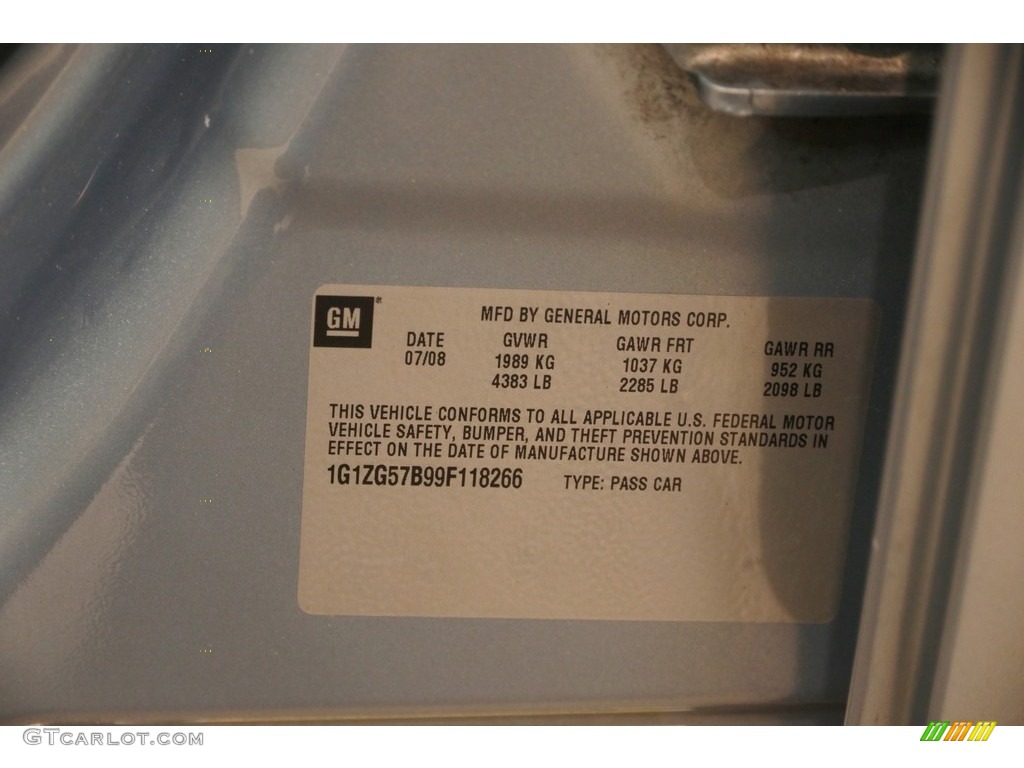 GM
MFD BY GENERAL MOTORS CORP.
DATE GVWR GAWR FRT GAWR RR
07/08 1989 KG 1037 KG 952 KG
4383 LB 2285 LB 2098 LB
THIS VEHICLE CONFORMS TO ALL APPLICABLE U.S. FEDERAL MOTOR
VEHICLE SAFETY, BUMPER, AND THEFT PREVENTION STANDARDS IN
EFFECT ON THE DATE OF MANUFACTURE SHOWN ABOVE.
1G1ZG57B99F118266 TYPE: PASS CAR
GTcarlot.com